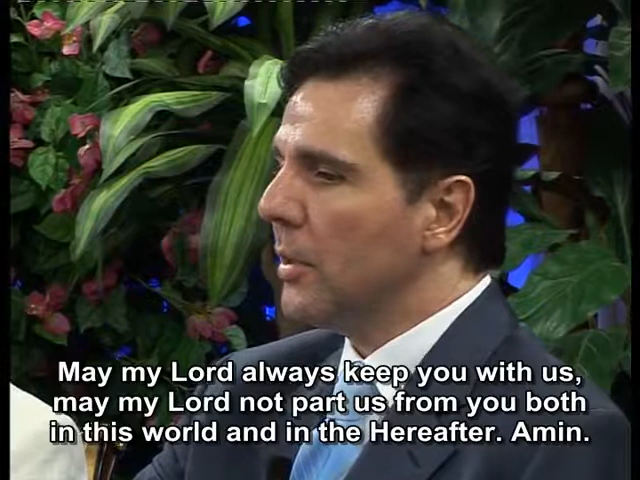 May my Lord always keep you with us,
may my Lord not part us from you both
in this world and in the Hereafter. Amin.